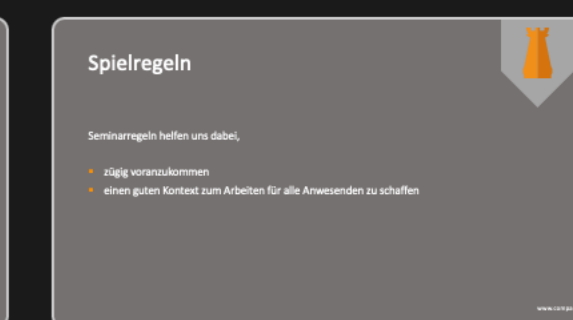 Spielregeln
Seminarregeln helfen uns dabei,
zügig voranzukommen
einen guten Kontext zum Arbeiten für alle Anwesenden zu schaffen